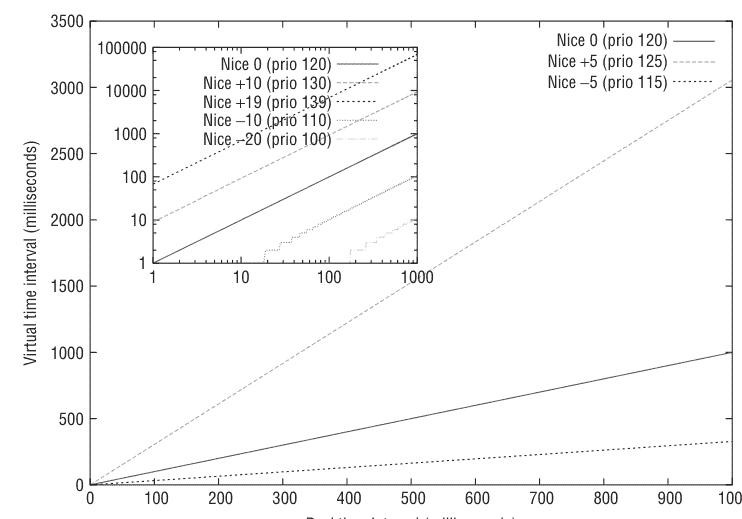 3500
3000
2500
2000
1500
1000
500
0
Virtual time interval (milliseconds)
Nice 0 (prio 120)
Nice +5 (prio 125)
Nice –5 (prio 115)
100000
10000
1000
100
10
1
Nice 0 (prio 120)
Nice +10 (prio 130)
Nice +19 (prio 139)
Nice –10 (prio 110)
Nice –20 (prio 100)
1 10 100 1000
0 100 200 300 400 500 600 700 800 900 100